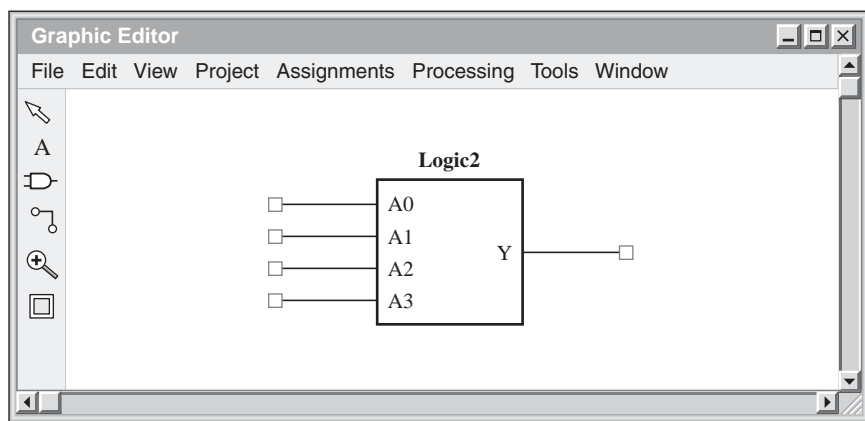 Graphic Editor
File Edit View Project Assignments Processing Tools Window
A
Logic2
A0
A1
Y
A2
A3